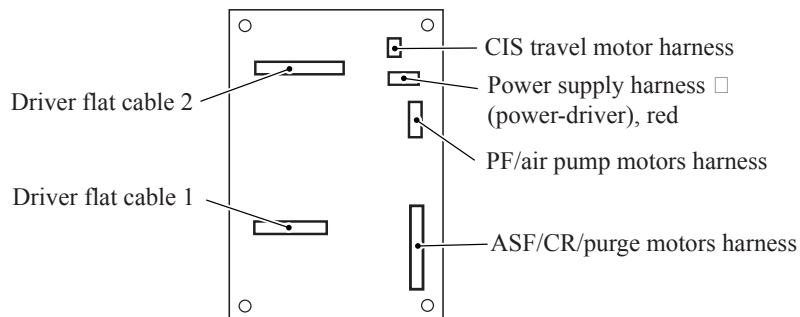 CIS travel motor harness
Power supply harness □
(power-driver), red
Driver flat cable 2
PF/air pump motors harness
Driver flat cable 1
ASF/CR/purge motors harness